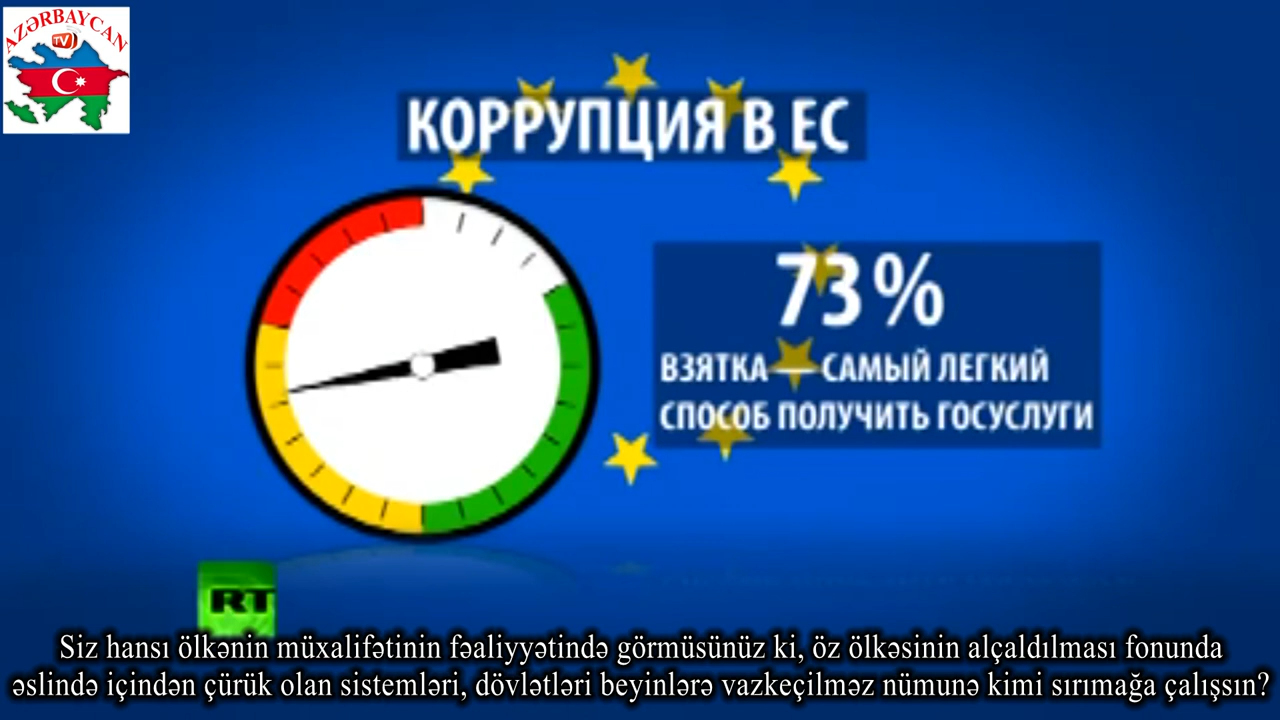 AZƏRBAYCAN
TV
КОРРУПЦИЯ В ЕС
73%
ВЗЯТКА — САМЫЙ ЛЕГКИЙ
СПОСОБ ПОЛУЧИТЬ ГОСУСЛУГИ
RT
Siz hansı ölkənin müxalifətinin fəaliyyətində görmüsünüz ki, öz ölkəsinin alçaldılması fonunda
əslində içindən çürük olan sistemləri, dövlətləri beyinlərə vazkeçilməz nümunə kimi sırımağa çalışsın?